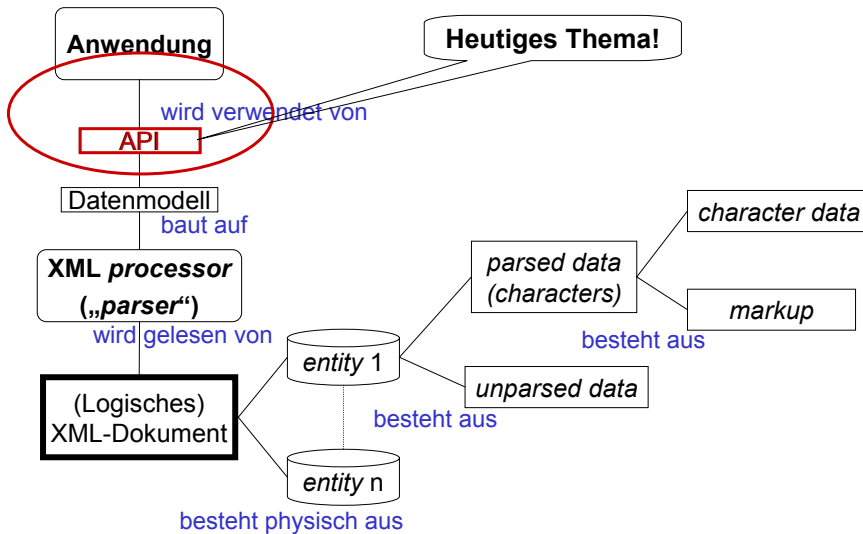 Anwendung
Heutiges Thema!
wird verwendet von
API
Datenmodell
baut auf
XML processor
(„parser“)
wird gelesen von
(Logisches)
XML-Dokument
entity 1
entity n
besteht physisch aus
parsed data
(characters)
unparsed data
besteht aus
character data
markup
besteht aus